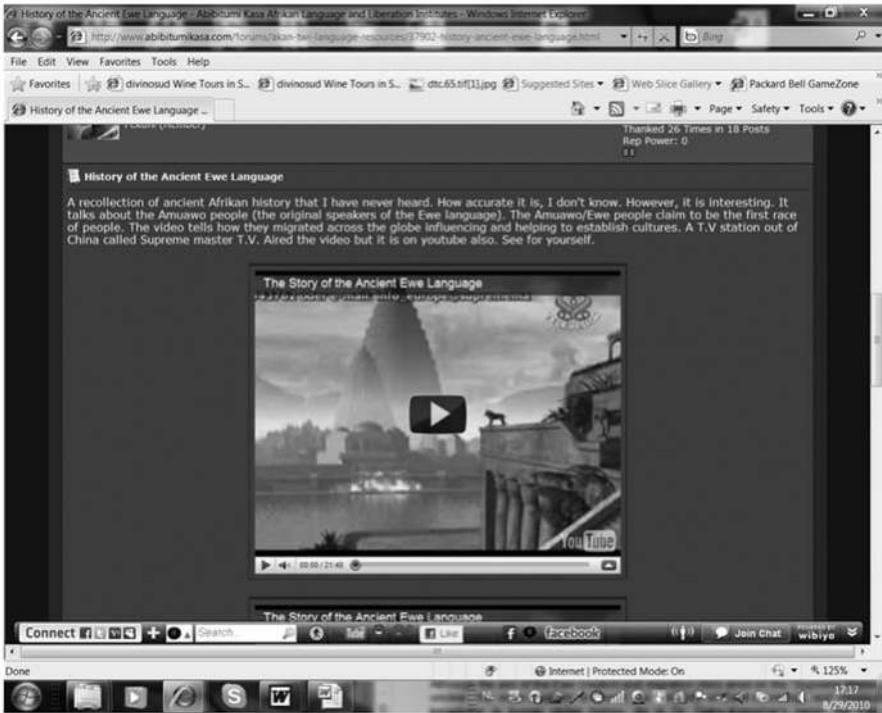 History of the Ancient Ewe Language - Abibitumi Kasa Afrikan Language and Liberation Institutes - Windows Internet Explorer
http://www.abibitumikasa.com/forums/akan-twi-language-resources/37902-history-ancient-ewe-language.html
Bing
File Edit View Favorites Tools Help
Favorites divinosud Wine Tours in S... divinosud Wine Tours in S... dtc.65.tif[1].jpg Suggested Sites Web Slice Gallery Packard Bell GameZone
History of the Ancient Ewe Language ... Page Safety Tools
(Member)
Thanked 26 Times in 18 Posts
Rep Power: 0
History of the Ancient Ewe Language
A recollection of ancient Afrikan history that I have never heard. How accurate it is, I don't know. However, it is interesting. It
talks about the Amuawo people (the original speakers of the Ewe language). The Amuawo/Ewe people claim to be the first race
of people. The video tells how they migrated across the globe influencing and helping to establish cultures. A T.V station out of
China called Supreme master T.V. Aired the video but it is on youtube also. See for yourself.
The Story of the Ancient Ewe Language
YouTube
00:00 / 21:48
The Story of the Ancient Ewe Language
Connect Search... Like facebook Join Chat POWERED BY wibiya
Done Internet | Protected Mode: On 125%
NL 17:17
8/29/2010